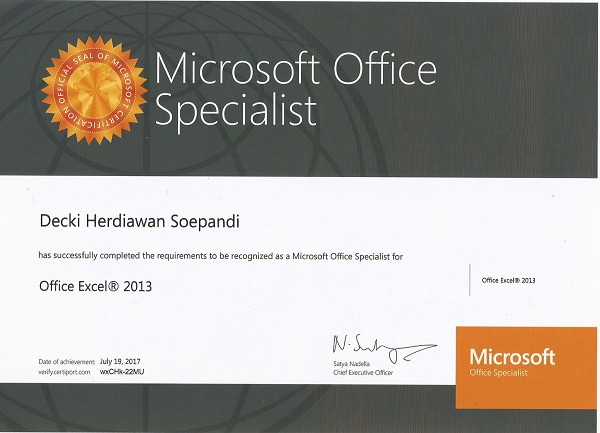 OFFICIAL SEAL OF MICROSOFT CERTIFICATION
Microsoft Office
Specialist
Decki Herdiawan Soepandi
has successfully completed the requirements to be recognized as a Microsoft Office Specialist for
Office Excel® 2013
Office Excel® 2013
Date of achievement: July 19, 2017
verify.certiport.com wxCHk-22MU
Satya Nadella
Chief Executive Officer
Microsoft
Office Specialist